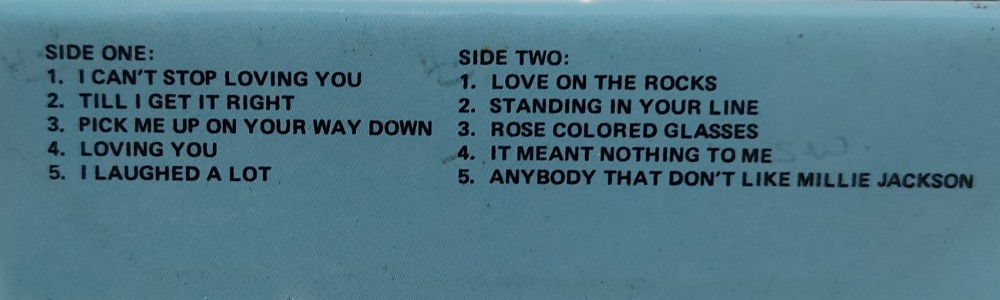 SIDE ONE:
1. I CAN'T STOP LOVING YOU
2. TILL I GET IT RIGHT
3. PICK ME UP ON YOUR WAY DOWN
4. LOVING YOU
5. I LAUGHED A LOT
SIDE TWO:
1. LOVE ON THE ROCKS
2. STANDING IN YOUR LINE
3. ROSE COLORED GLASSES
4. IT MEANT NOTHING TO ME
5. ANYBODY THAT DON'T LIKE MILLIE JACKSON